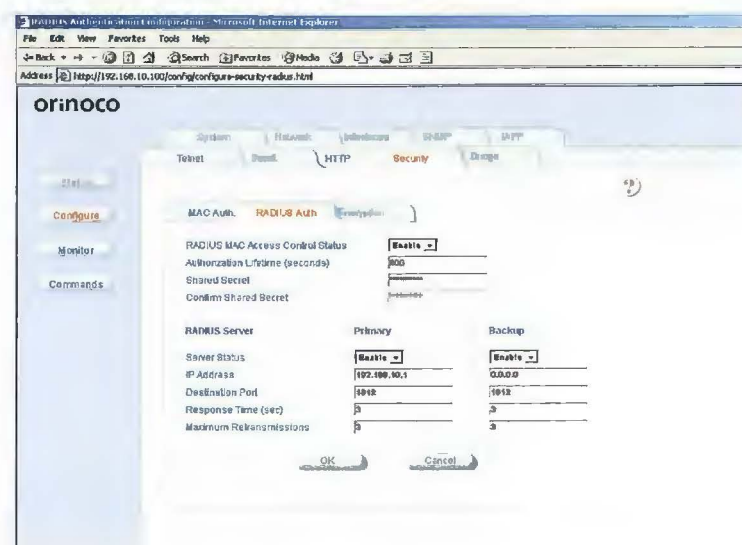 RADIUS Authentication Configuration - Microsoft Internet Explorer
File Edit View Favorites Tools Help
Back Search Favorites Media
Address http://192.168.10.100/config/configure-security-radius.html
orinoco
System Network Interfaces SNMP IAPP
Telnet HTTP Security Bridge
Status
Configure
Monitor
Commands
MAC Auth. RADIUS Auth Encryption
RADIUS MAC Access Control Status Enable
Authorization Lifetime (seconds) 800
Shared Secret
Confirm Shared Secret
RADIUS Server Primary Backup
Server Status Enable Enable
IP Address 192.168.10.1 0.0.0.0
Destination Port 1812 1812
Response Time (sec) 3 3
Maximum Retransmissions 3 3
OK Cancel